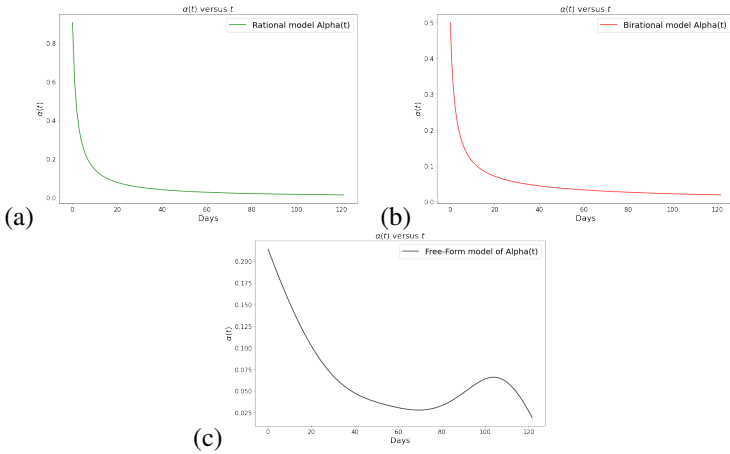 α(t) versus t
Rational model Alpha(t)
α(t)
0.8
0.6
0.4
0.2
0.0
0 20 40 60 80 100 120
Days
(a)
α(t) versus t
Birational model Alpha(t)
α(t)
0.5
0.4
0.3
0.2
0.1
0.0
0 20 40 60 80 100 120
Days
(b)
α(t) versus t
Free-Form model of Alpha(t)
α(t)
0.200
0.175
0.150
0.125
0.100
0.075
0.050
0.025
0 20 40 60 80 100 120
Days
(c)